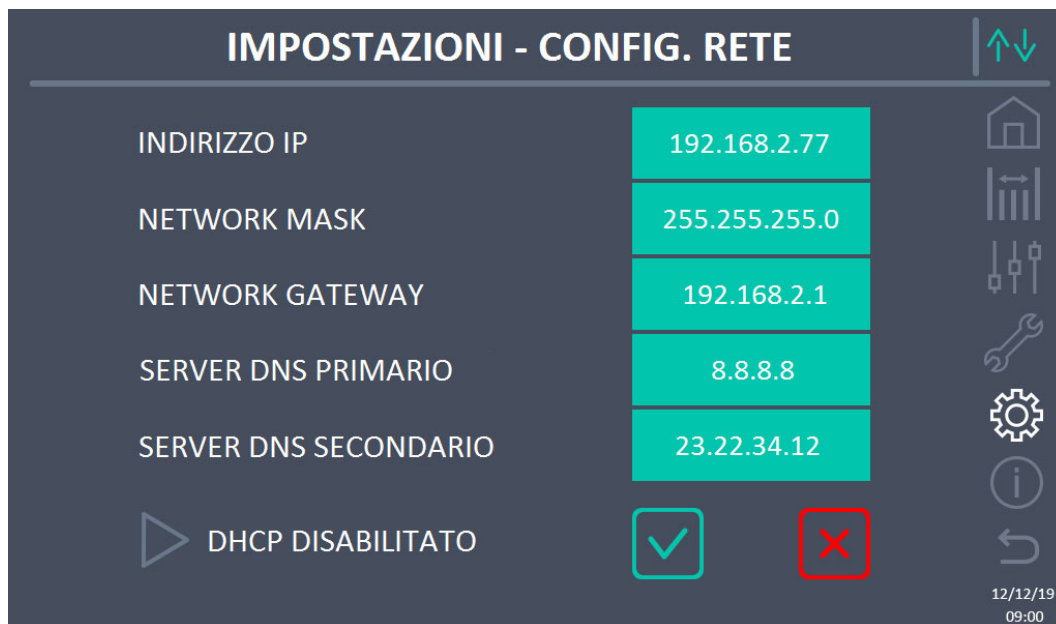 IMPOSTAZIONI - CONFIG. RETE
INDIRIZZO IP 192.168.2.77
NETWORK MASK 255.255.255.0
NETWORK GATEWAY 192.168.2.1
SERVER DNS PRIMARIO 8.8.8.8
SERVER DNS SECONDARIO 23.22.34.12
DHCP DISABILITATO
12/12/19
09:00